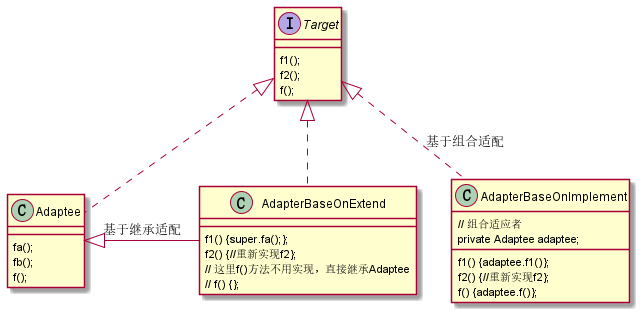 I Target
f1();
f2();
f();
基于组合适配
C Adaptee
fa();
fb();
f();
基于继承适配
C AdapterBaseOnExtend
f1() {super.fa(); };
f2() {//重新实现f2};
// 这里f()方法不用实现，直接继承Adaptee
// f() { };
C AdapterBaseOnImplement
// 组合适应者
private Adaptee adaptee;
f1() {adaptee.f1()};
f2() {//重新实现f2};
f() {adaptee.f()};